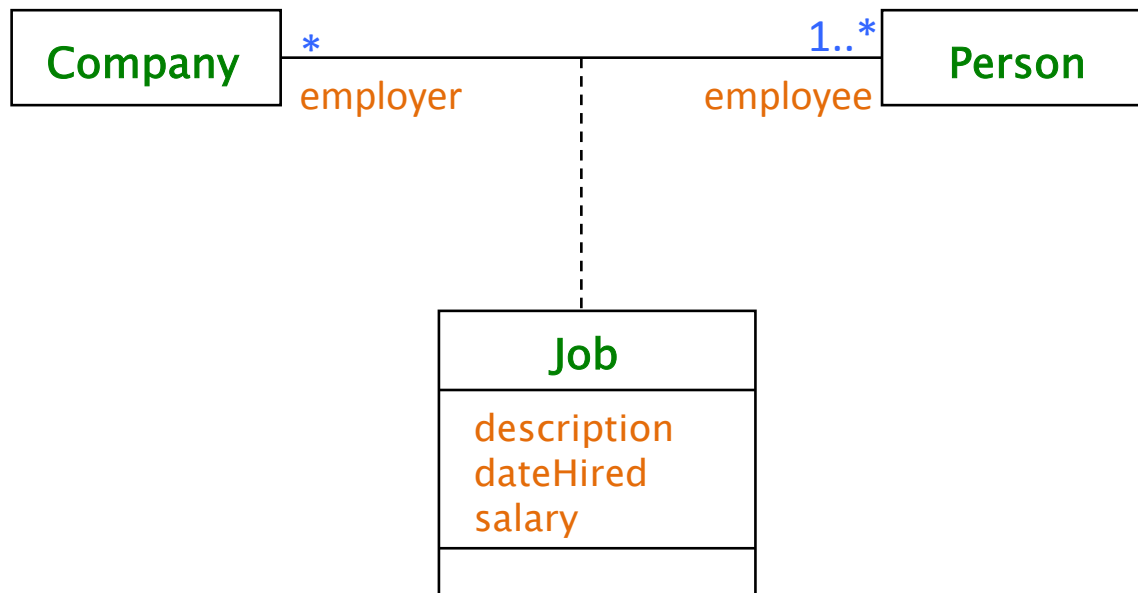 Company
*
1..*
Person
employer
employee
Job
description
dateHired
salary